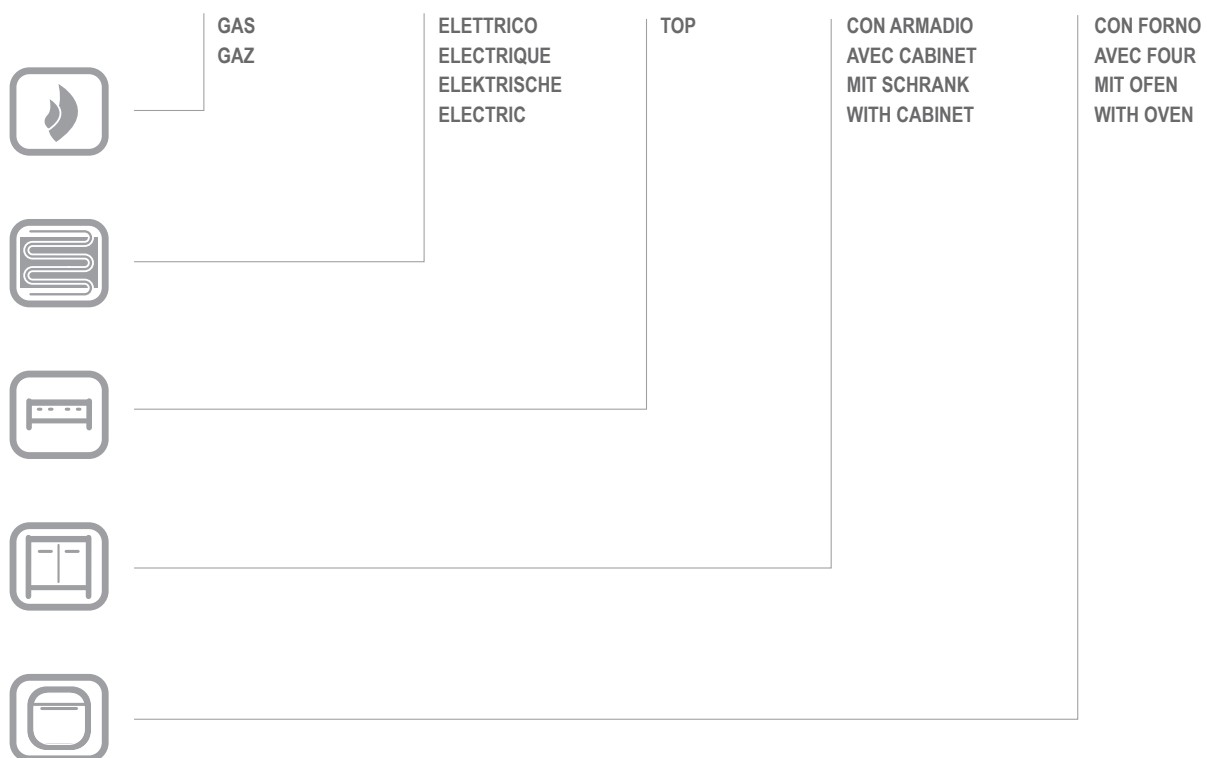 GAS
GAZ
ELETTRICO
ELECTRIQUE
ELEKTRISCHE
ELECTRIC
TOP
CON ARMADIO
AVEC CABINET
MIT SCHRANK
WITH CABINET
CON FORNO
AVEC FOUR
MIT OFEN
WITH OVEN